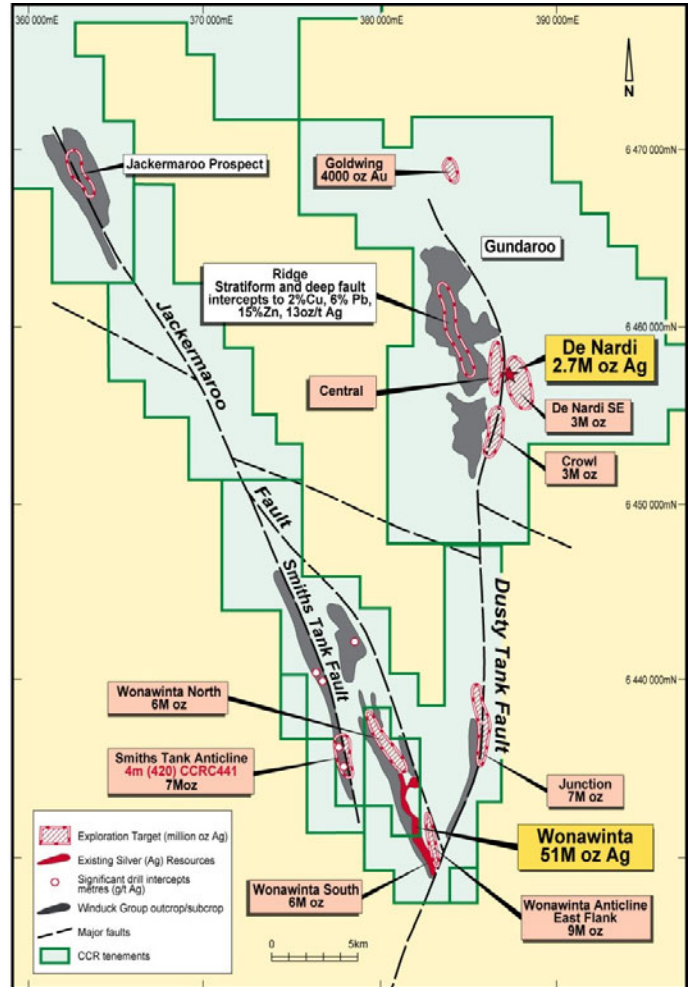 360 000mE
370 000mE
380 000mE
390 000mE
N
6 470 000mN
Jackermaroo Prospect
Goldwing
4000 oz Au
Gundaroo
Ridge
Stratiform and deep fault
intercepts to 2%Cu, 6% Pb,
15%Zn, 13oz/t Ag
6 460 000mN
Jackermaroo
De Nardi
2.7M oz Ag
Central
De Nardi SE
3M oz
Crowl
3M oz
6 450 000mN
Fault
Smiths Tank Fault
Dusty Tank Fault
6 440 000mN
Wonawinta North
6M oz
Smiths Tank Anticline
4m (420) CCRC441
7Moz
Junction
7M oz
Wonawinta
51M oz Ag
Wonawinta South
6M oz
Wonawinta Anticline
East Flank
9M oz
Exploration Target (million oz Ag)
Existing Silver (Ag) Resources
Significant drill intercepts
metres (g/t Ag)
Winduck Group outcrop/subcrop
Major faults
CCR tenements
0
5km